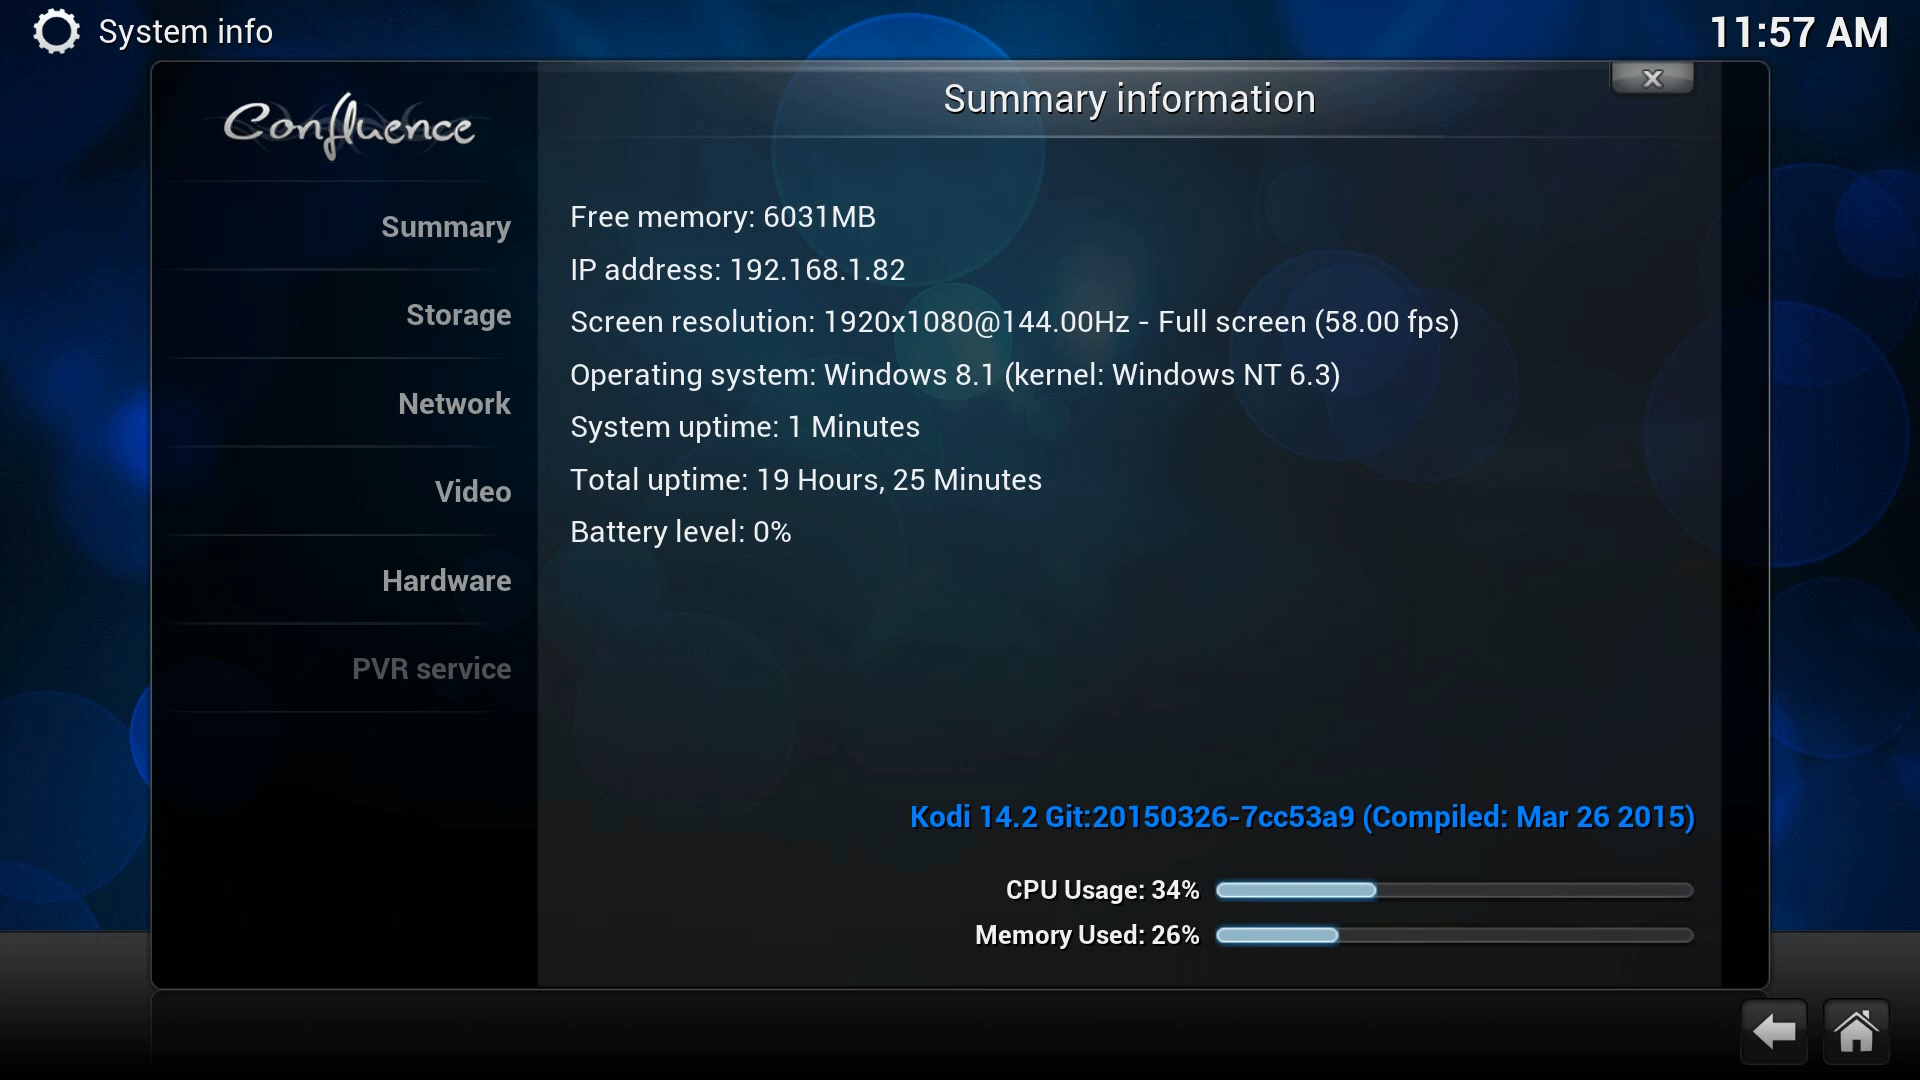 System info
11:57 AM
Confluence
Summary information
x
Summary
Storage
Network
Video
Hardware
PVR service
Free memory: 6031MB
IP address: 192.168.1.82
Screen resolution: 1920x1080@144.00Hz - Full screen (58.00 fps)
Operating system: Windows 8.1 (kernel: Windows NT 6.3)
System uptime: 1 Minutes
Total uptime: 19 Hours, 25 Minutes
Battery level: 0%
Kodi 14.2 Git:20150326-7cc53a9 (Compiled: Mar 26 2015)
CPU Usage: 34%
Memory Used: 26%